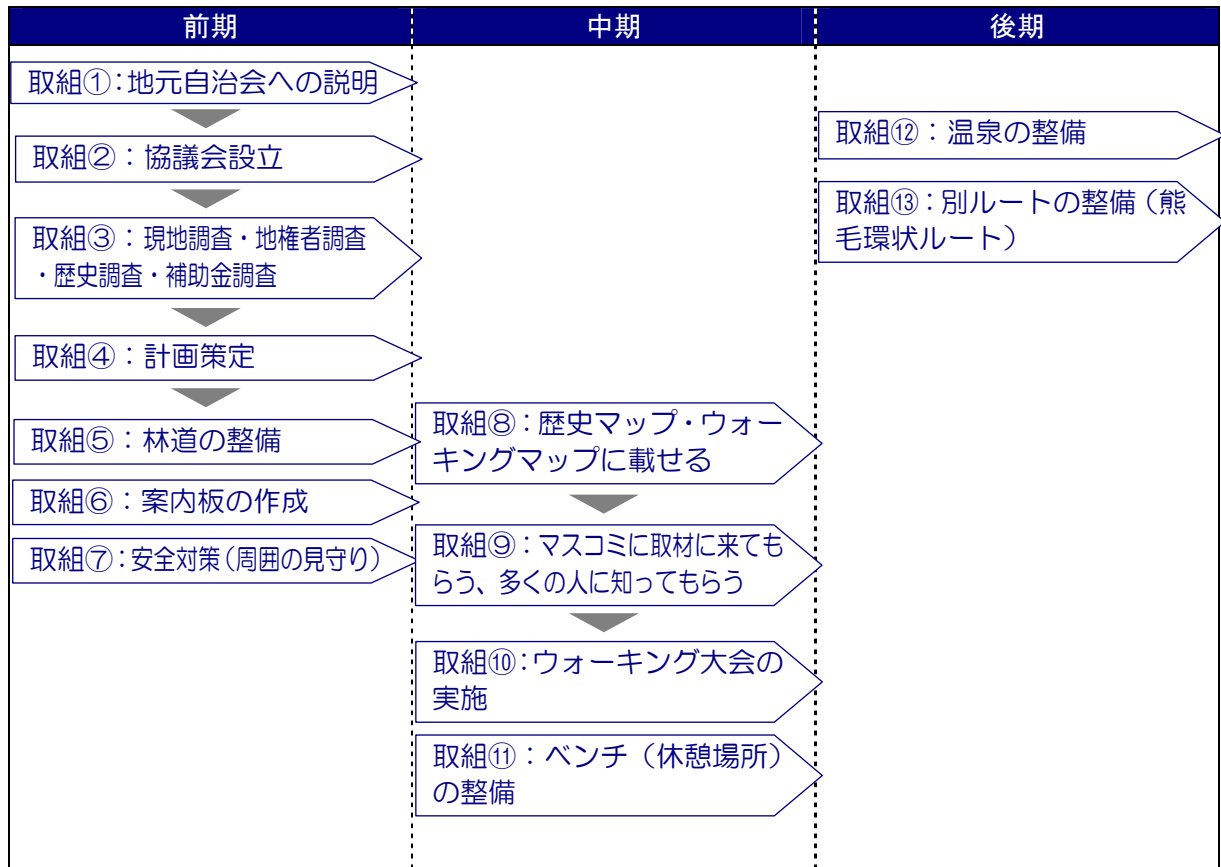 前期
取組①：地元自治会への説明
取組②：協議会設立
取組③：現地調査・地権者調査
・歴史調査・補助金調査
取組④：計画策定
取組⑤：林道の整備
取組⑥：案内板の作成
取組⑦：安全対策（周囲の見守り）
中期
取組⑧：歴史マップ・ウォー
キングマップに載せる
取組⑨：マスコミに取材に来ても
らう、多くの人に知ってもらう
取組⑩：ウォーキング大会の
実施
取組⑪：ベンチ（休憩場所）
の整備
後期
取組⑫：温泉の整備
取組⑬：別ルートの整備（熊
毛環状ルート）